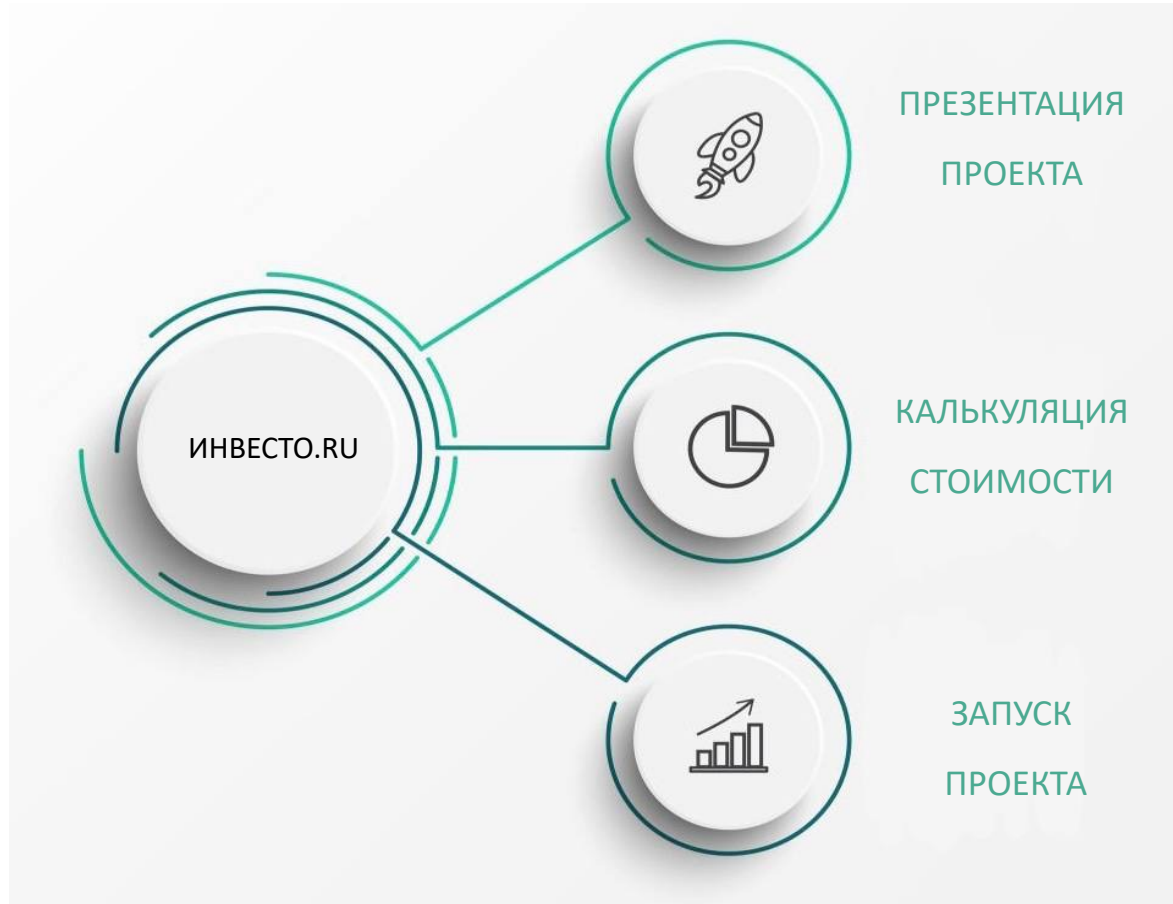 ПРЕЗЕНТАЦИЯ
ПРОЕКТА
ИНВЕСТО.RU
КАЛЬКУЛЯЦИЯ
СТОИМОСТИ
ЗАПУСК
ПРОЕКТА